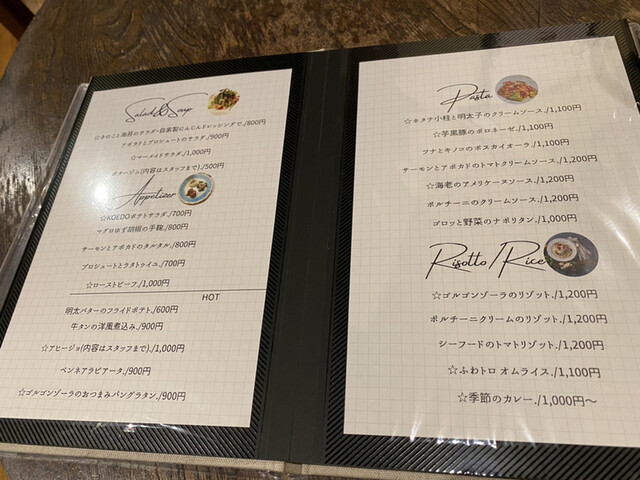 Salad&Soup
☆きのこと海苔のサラダ・自家製にんじんドレッシングで./800円
アボカドとプロシュートのサラダ./900円
☆マーメイドサラダ./1,000円
ポタージュ(内容はスタッフまで)./500円
Appetizer
☆KOEDOポテトサラダ./700円
マグロはず胡椒の手鞠./800円
サーモンとアボカドのタルタル./800円
プロシュートとラタトゥイユ./700円
☆ローストビーフ./1,000円
HOT
明太バターのフライドポテト./600円
牛タンの洋風煮込み./900円
☆アヒージョ(内容はスタッフまで)./1,000円
ペンネアラビアータ./900円
☆ゴルゴンゾーラのおつまみパングラタン./900円
Pasta
☆ホタテ小柱と明太子のクリームソース./1,100円
☆芋黒豚のボロネーゼ./1,100円
ツナとキノコのボスカイオーラ./1,100円
サーモンとアボカドのトマトクリームソース./1,200円
☆海老のアメリケーヌソース./1,200円
ポルチーニのクリームソース./1,200円
ゴロッと野菜のナポリタン./1,000円
Risotto/Rice
☆ゴルゴンゾーラのリゾット./1,200円
ポルチーニクリームのリゾット./1,200円
シーフードのトマトリゾット./1,200円
☆ふわトロ オムライス./1,100円
☆季節のカレー./1,000円～